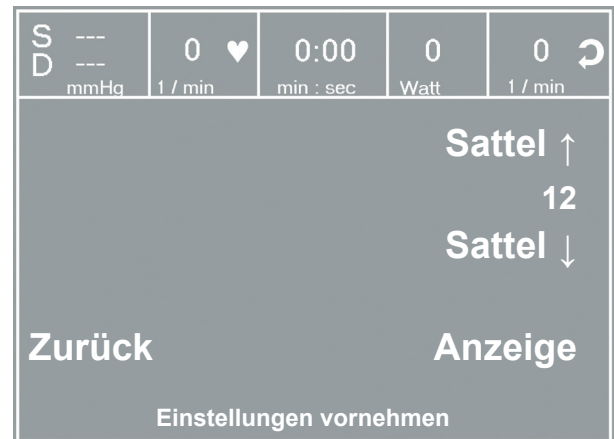 S --- 0 ♥ 0:00 0 0
D ---
mmHg 1 / min min : sec Watt 1 / min
Sattel ↑
12
Sattel ↓
Zurück Anzeige
Einstellungen vornehmen